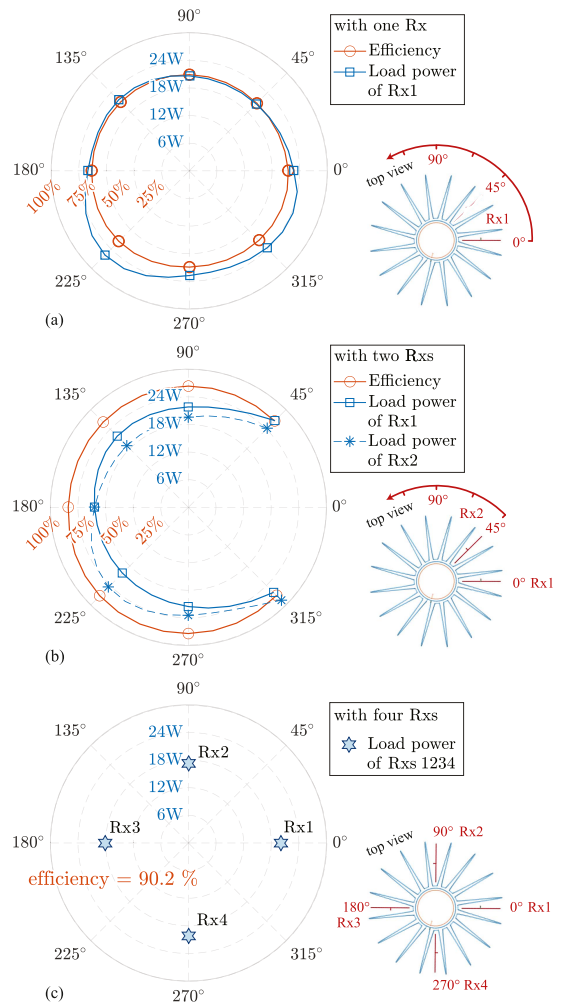 90°
135°
45°
24W
18W
12W
6W
180°
0°
100%
75%
50%
25%
225°
315°
270°
(a)
with one Rx
Efficiency
Load power
of Rx1
top view
90°
45°
Rx1
0°
90°
135°
45°
24W
18W
12W
6W
180°
0°
100%
75%
50%
25%
225°
315°
270°
(b)
with two Rxs
Efficiency
Load power
of Rx1
Load power
of Rx2
top view
90°
Rx2
45°
0° Rx1
90°
135°
45°
24W
18W
12W
6W
Rx2
Rx3
Rx1
180°
0°
efficiency = 90.2 %
Rx4
225°
315°
270°
(c)
with four Rxs
Load power
of Rxs 1234
top view
90° Rx2
180°
Rx3
0° Rx1
270° Rx4